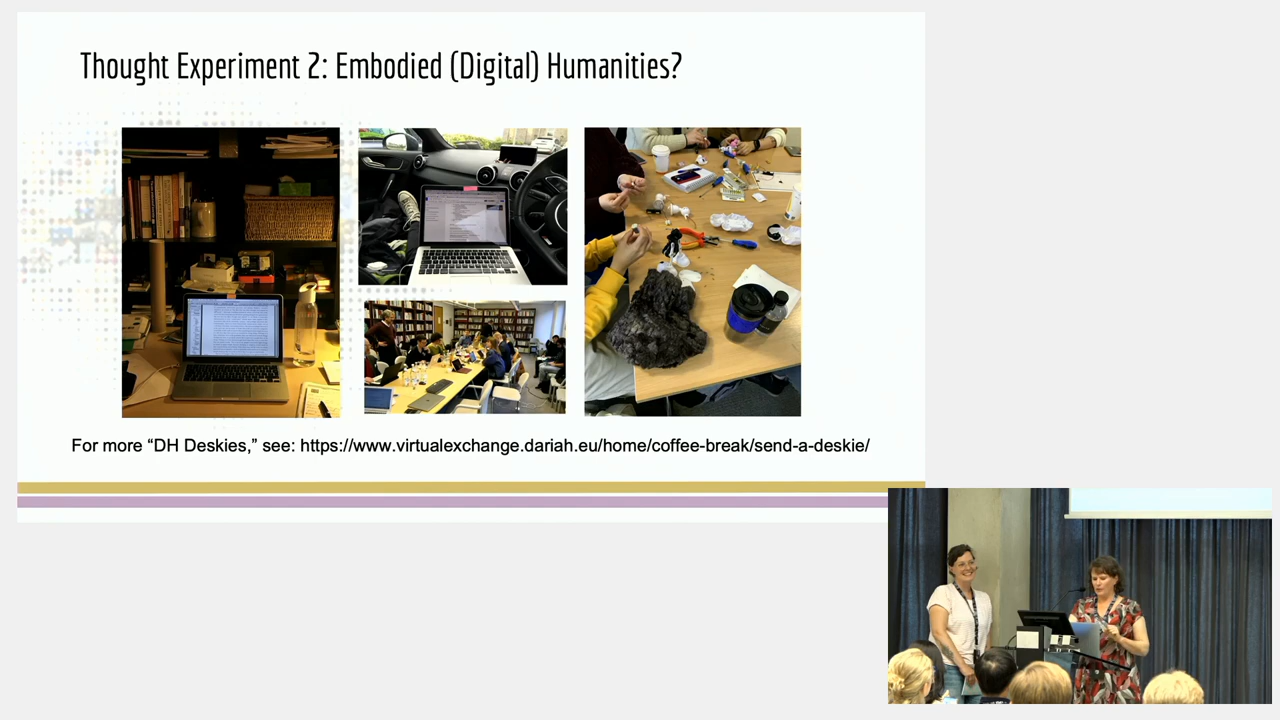 Thought Experiment 2: Embodied (Digital) Humanities?
For more “DH Deskies,” see: https://www.virtualexchange.dariah.eu/home/coffee-break/send-a-deskie/